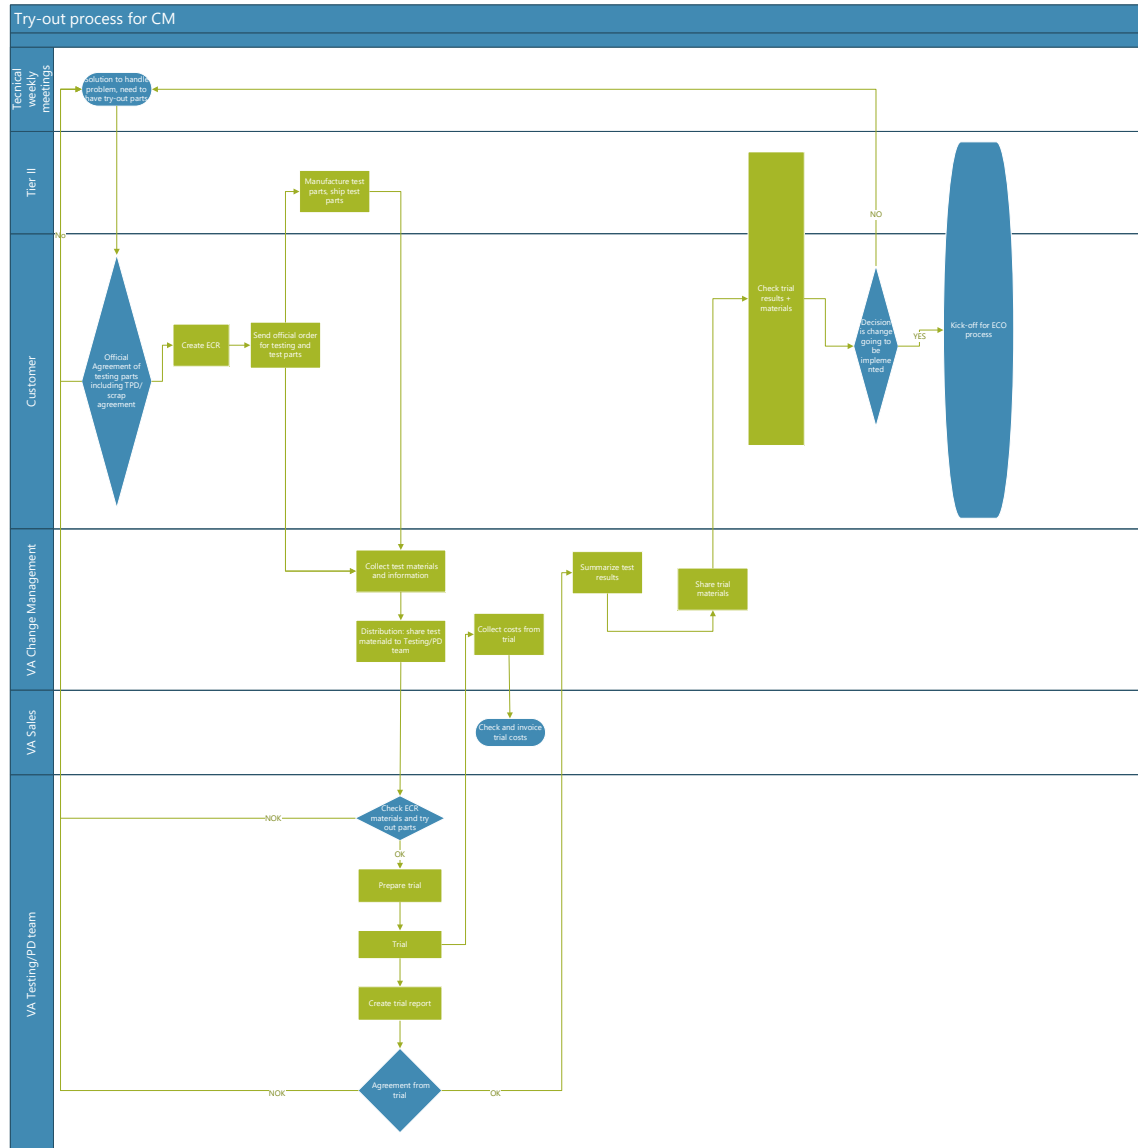 Try-out process for CM
Tecnical
weekly
meetings
Solution to handle
problem, need to
have try-out parts
Tier II
Manufacture test
parts, ship test
parts
NO
No
Customer
Official
Agreement of
testing parts
including TPD/
scrap
agreement
Create ECR
Send official order
for testing and
test parts
Check trial
results +
materials
Decision
is change
going to
be
impleme
nted
YES
Kick-off for ECO
process
VA Change Management
Collect test materials
and information
Distribution: share test
materiald to Testing/PD
team
Collect costs from
trial
Summarize test
results
Share trial
materials
VA Sales
Check and invoice
trial costs
VA Testing/PD team
Check ECR
materials and try
out parts
NOK
OK
Prepare trial
Trial
Create trial report
Agreement from
trial
NOK
OK